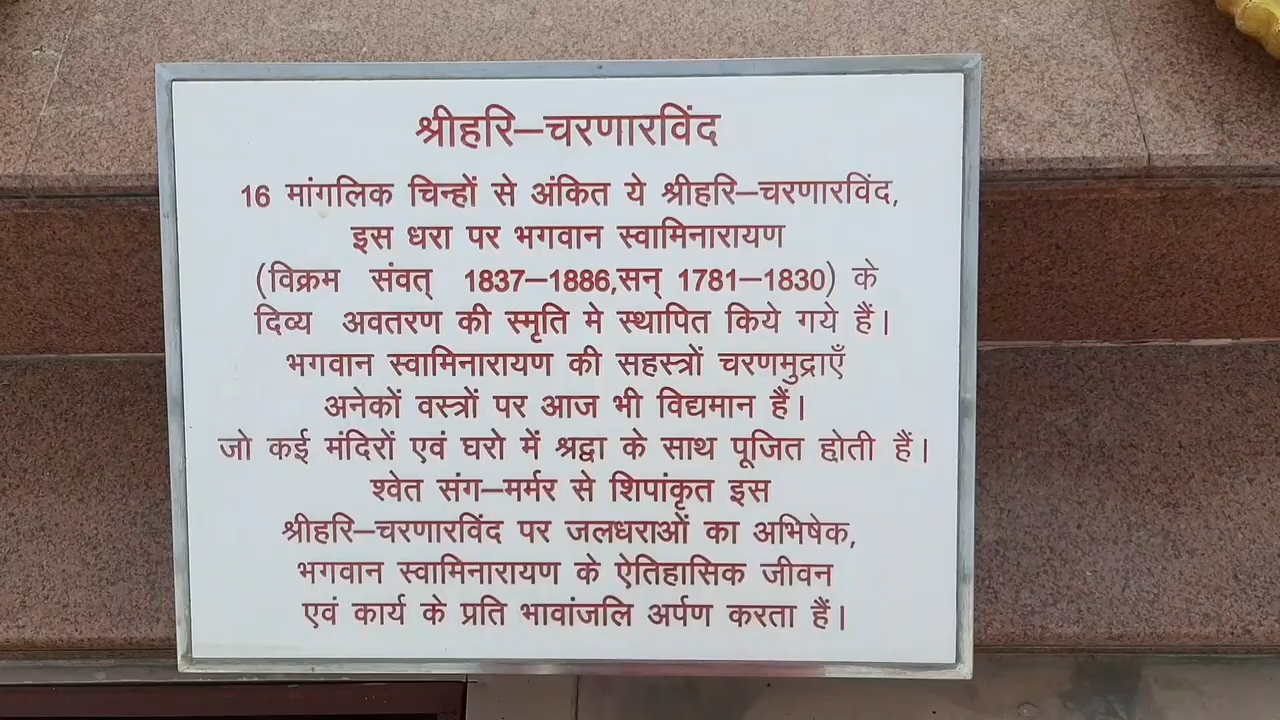 श्रीहरि–चरणारविंद
16 मांगलिक चिन्हों से अंकित ये श्रीहरि–चरणारविंद,
इस धरा पर भगवान स्वामिनारायण
(विक्रम संवत् 1837–1886,सन् 1781–1830) के
दिव्य अवतरण की स्मृति मे स्थापित किये गये हैं।
भगवान स्वामिनारायण की सहस्त्रों चरणमुद्राएँ
अनेकों वस्त्रों पर आज भी विद्यमान हैं।
जो कई मंदिरों एवं घरो में श्रद्वा के साथ पूजित होती हैं।
श्वेत संग–मर्मर से शिपांकृत इस
श्रीहरि–चरणारविंद पर जलधराओं का अभिषेक,
भगवान स्वामिनारायण के ऐतिहासिक जीवन
एवं कार्य के प्रति भावांजलि अर्पण करता हैं।